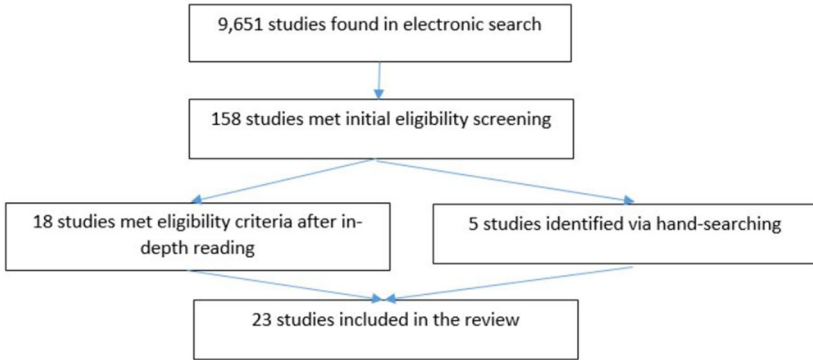 9,651 studies found in electronic search
158 studies met initial eligibility screening
18 studies met eligibility criteria after in-
depth reading
5 studies identified via hand-searching
23 studies included in the review